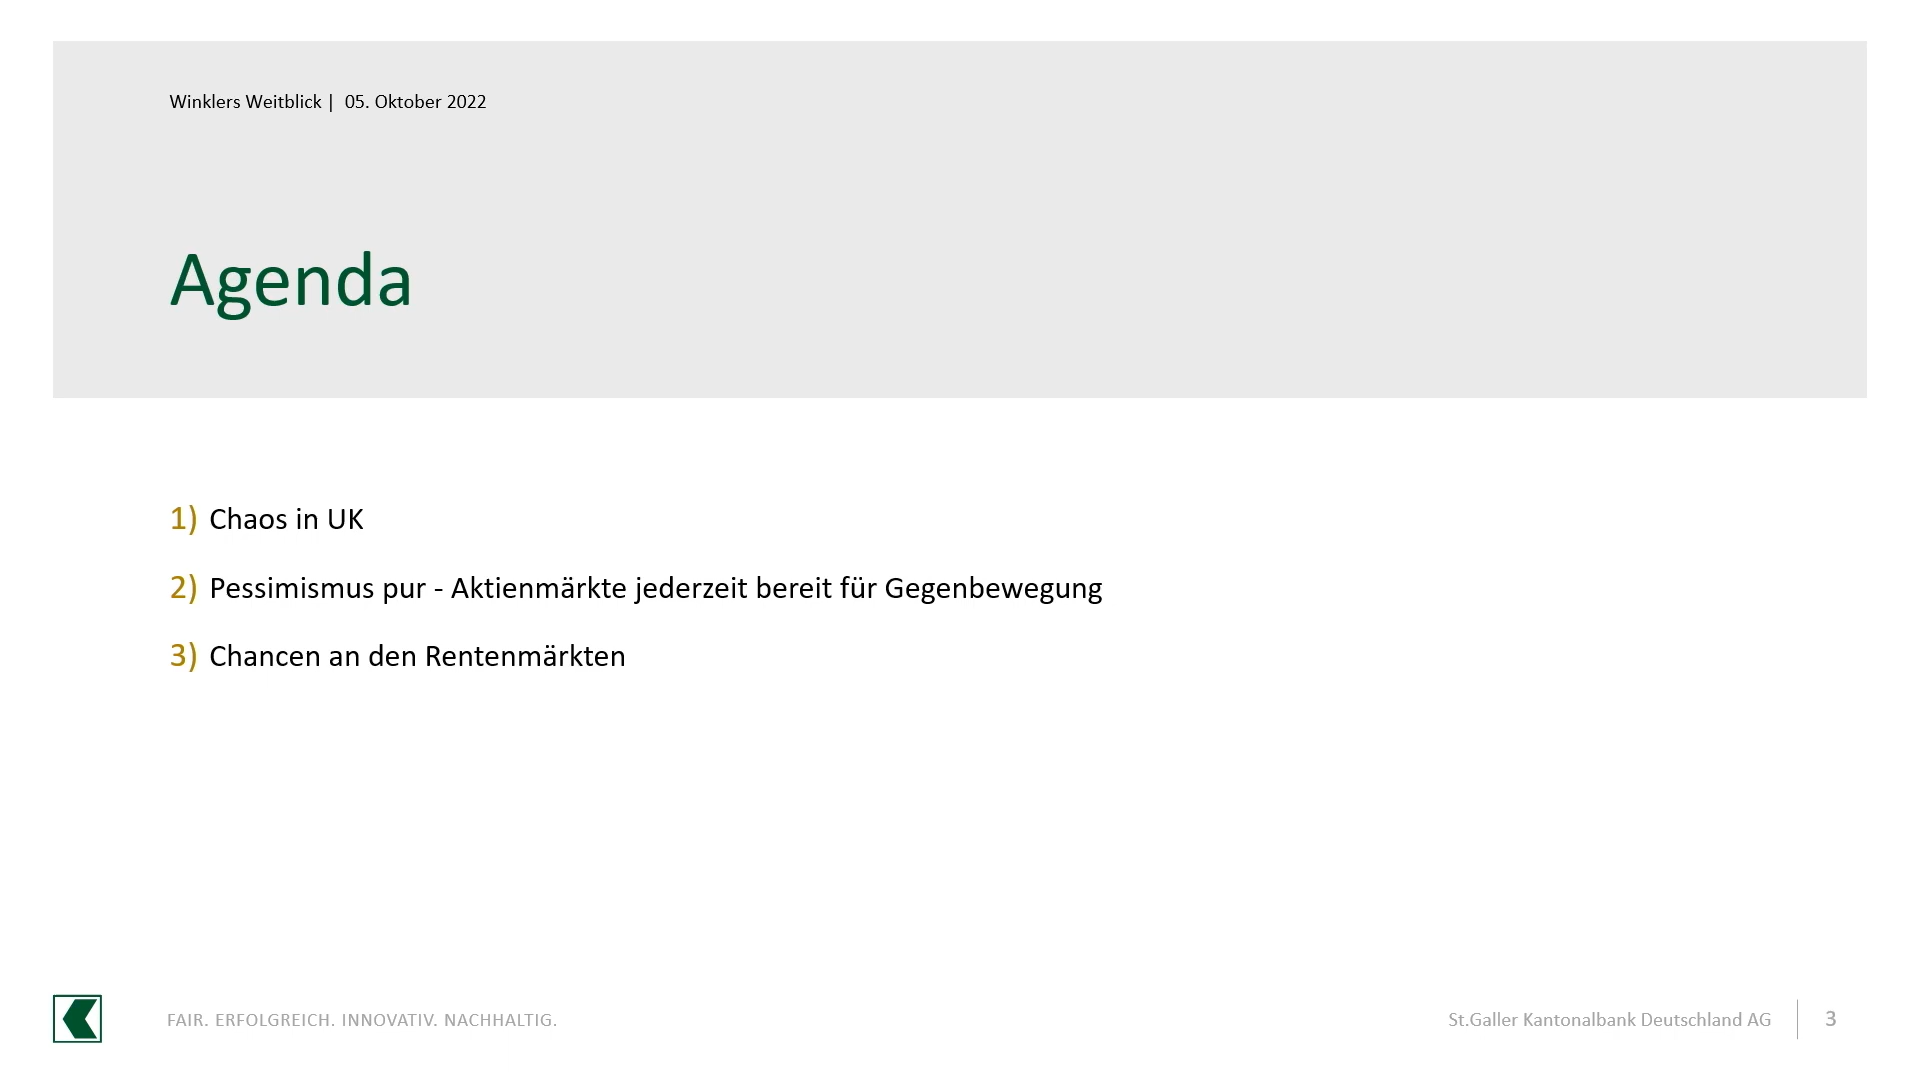 Winklers Weitblick | 05. Oktober 2022
Agenda
1) Chaos in UK
2) Pessimismus pur - Aktienmärkte jederzeit bereit für Gegenbewegung
3) Chancen an den Rentenmärkten
FAIR. ERFOLGREICH. INNOVATIV. NACHHALTIG.
St.Galler Kantonalbank Deutschland AG
3